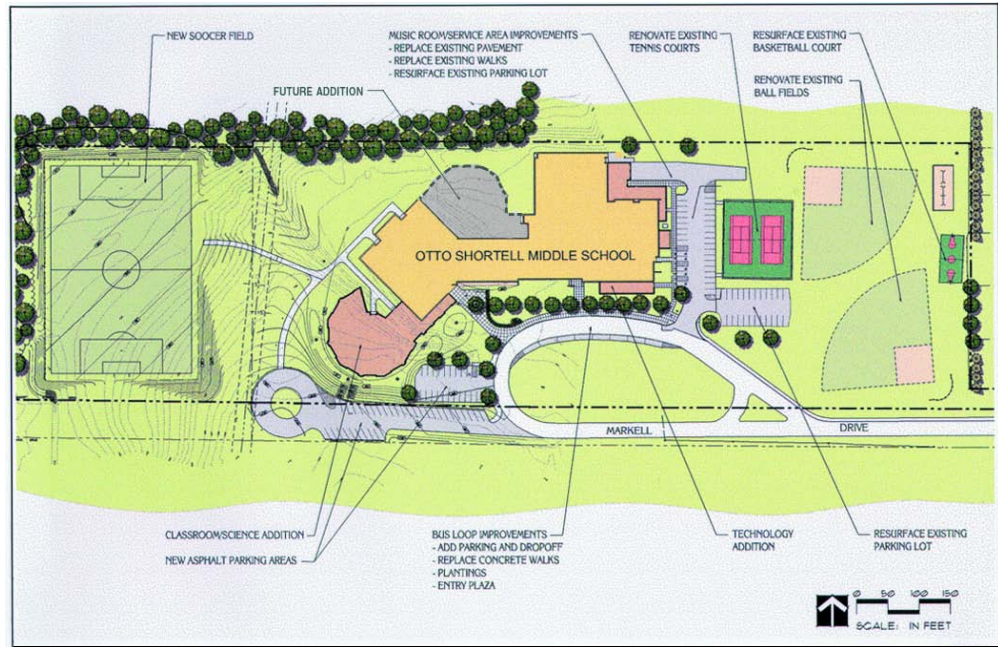 NEW SOOCER FIELD
MUSIC ROOM/SERVICE AREA IMPROVEMENTS
- REPLACE EXISTING PAVEMENT
- REPLACE EXISTING WALKS
- RESURFACE EXISTING PARKING LOT
RENOVATE EXISTING
TENNIS COURTS
RESURFACE EXISTING
BASKETBALL COURT
RENOVATE EXISTING
BALL FIELDS
FUTURE ADDITION
OTTO SHORTELL MIDDLE SCHOOL
MARKELL DRIVE
CLASSROOM/SCIENCE ADDITION
NEW ASPHALT PARKING AREAS
BUS LOOP IMPROVEMENTS
- ADD PARKING AND DROPOFF
- REPLACE CONCRETE WALKS
- PLANTINGS
- ENTRY PLAZA
TECHNOLOGY
ADDITION
RESURFACE EXISTING
PARKING LOT
0 50 100 150
SCALE: IN FEET